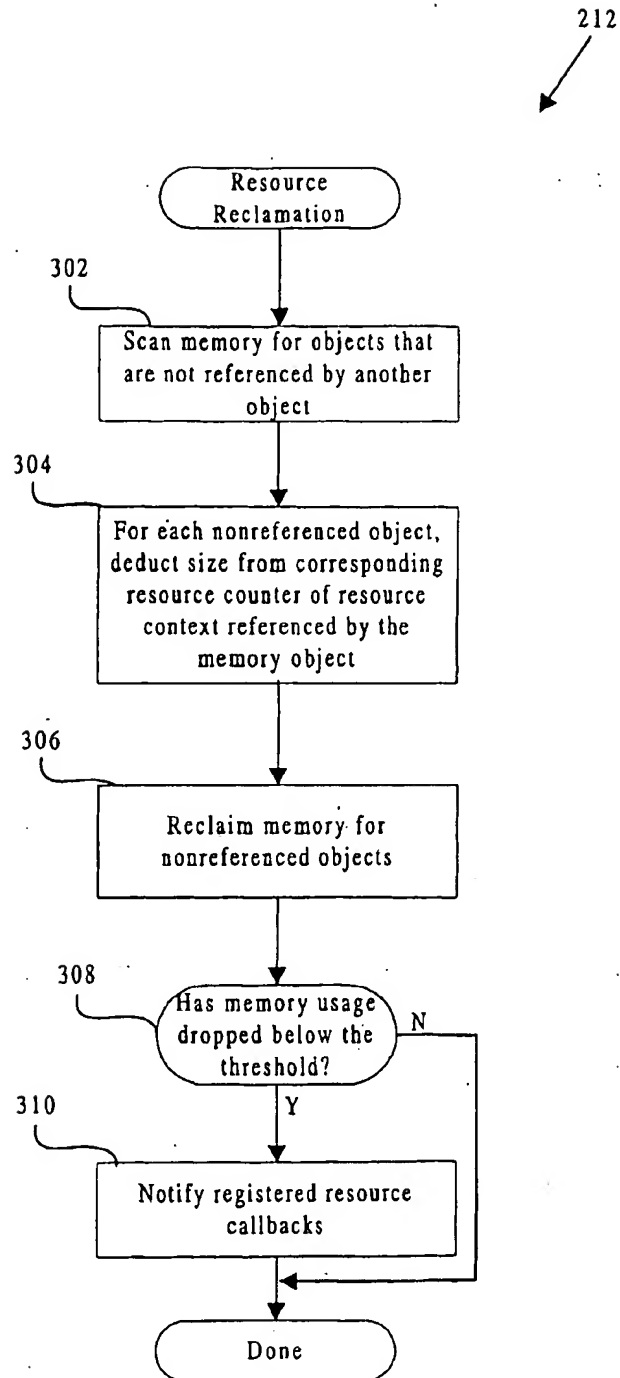 212
Resource
Reclamation
302
Scan memory for objects that
are not referenced by another
object
304
For each nonreferenced object,
deduct size from corresponding
resource counter of resource
context referenced by the
memory object
306
Reclaim memory for
nonreferenced objects
308
Has memory usage
dropped below the
threshold?
N
Y
310
Notify registered resource
callbacks
Done